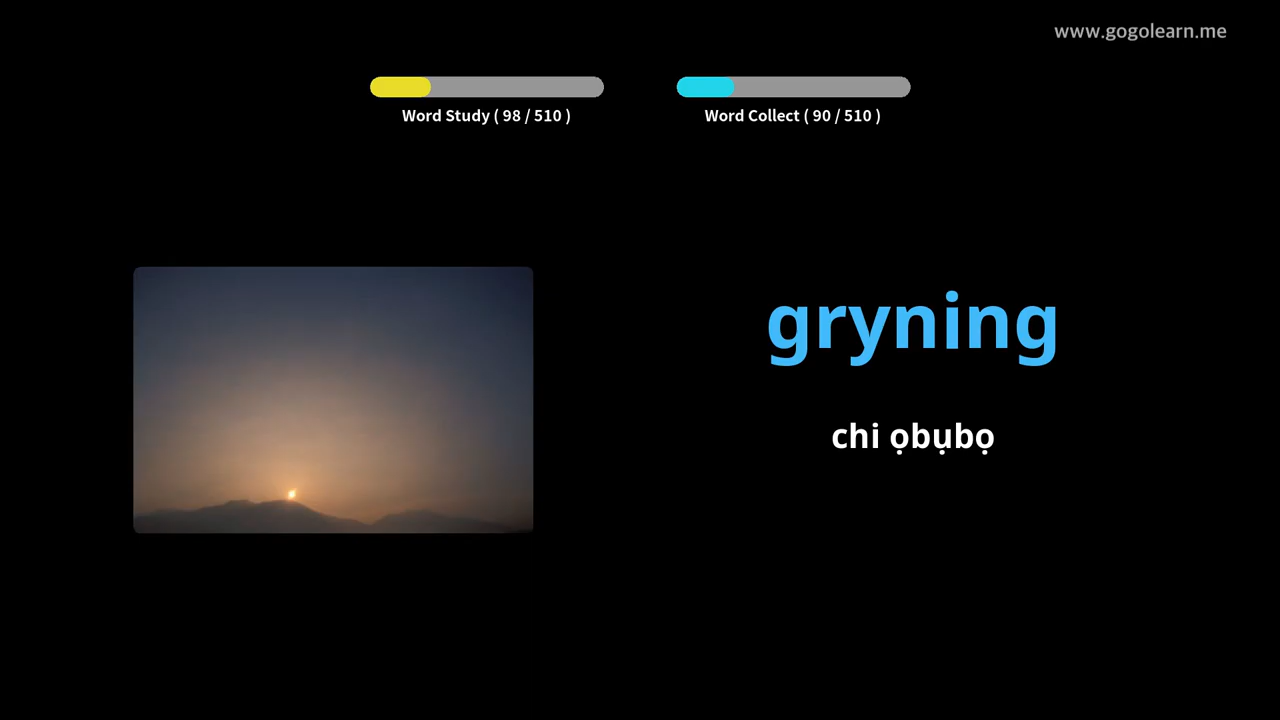 www.gogolearn.me
Word Study ( 98 / 510 )
Word Collect ( 90 / 510 )
gryning
chi ọbụbọ